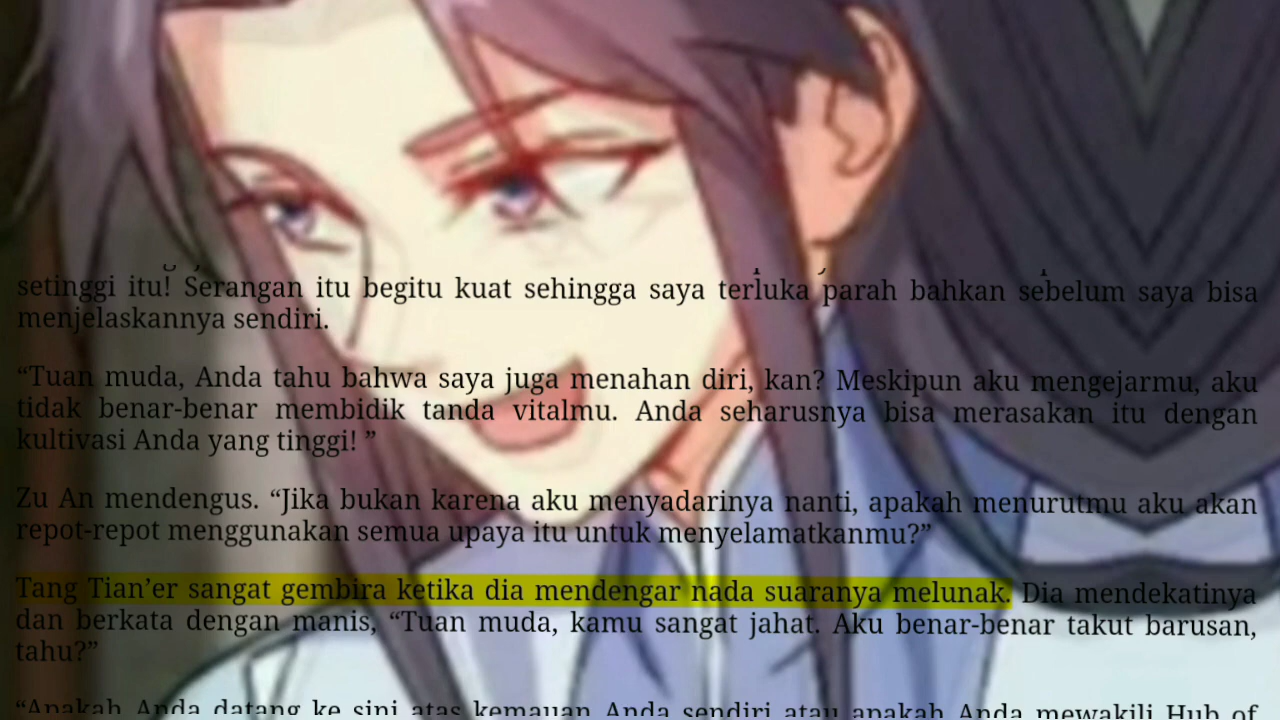 setinggi itu! Serangan itu begitu kuat sehingga saya terluka parah bahkan sebelum saya bisa
menjelaskannya sendiri.
“Tuan muda, Anda tahu bahwa saya juga menahan diri, kan? Meskipun aku mengejarmu, aku
tidak benar-benar membidik tanda vitalmu. Anda seharusnya bisa merasakan itu dengan
kultivasi Anda yang tinggi! ”
Zu An mendengus. “Jika bukan karena aku menyadarinya nanti, apakah menurutmu aku akan
repot-repot menggunakan semua upaya itu untuk menyelamatkanmu?”
Tang Tian’er sangat gembira ketika dia mendengar nada suaranya melunak. Dia mendekatinya
dan berkata dengan manis, “Tuan muda, kamu sangat jahat. Aku benar-benar takut barusan,
tahu?”
“Apakah Anda datang ke sini atas kemauan Anda sendiri atau apakah Anda mewakili Hub of